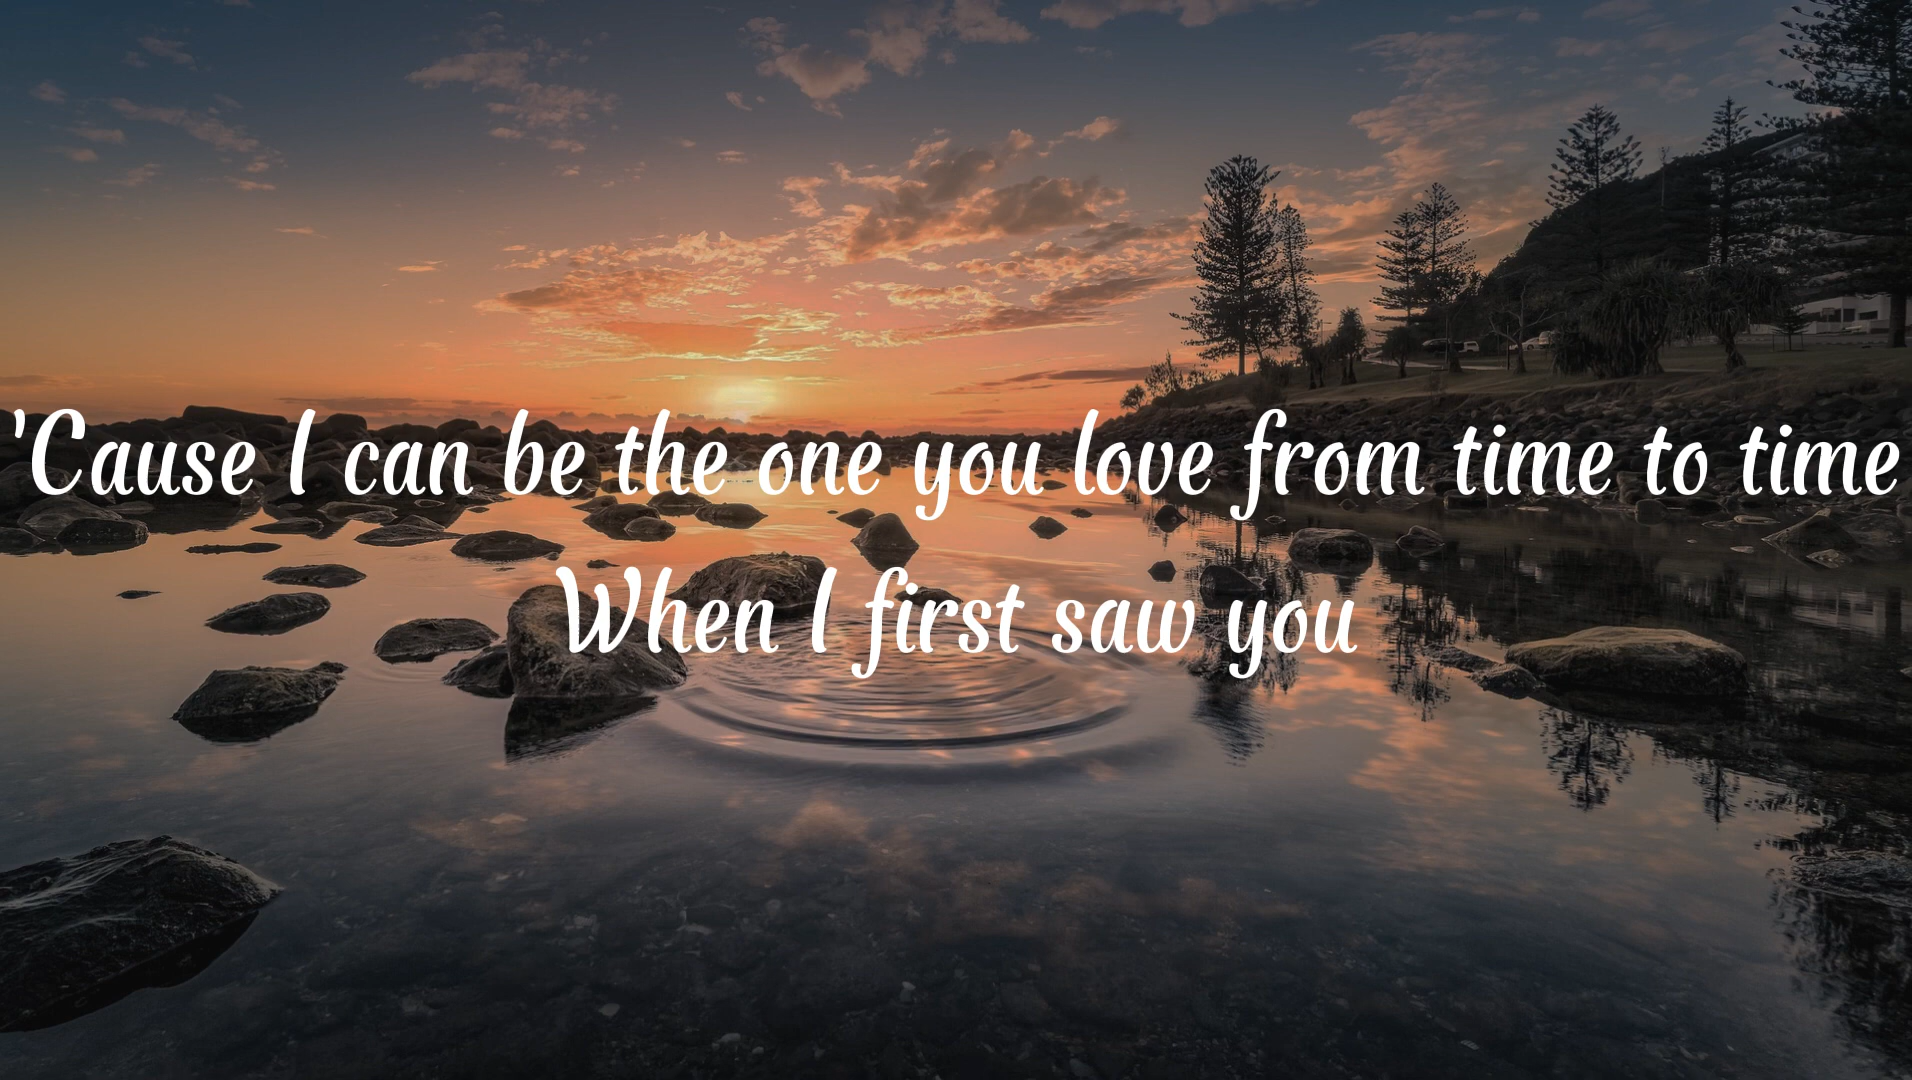 'Cause I can be the one you love from time to time
When I first saw you